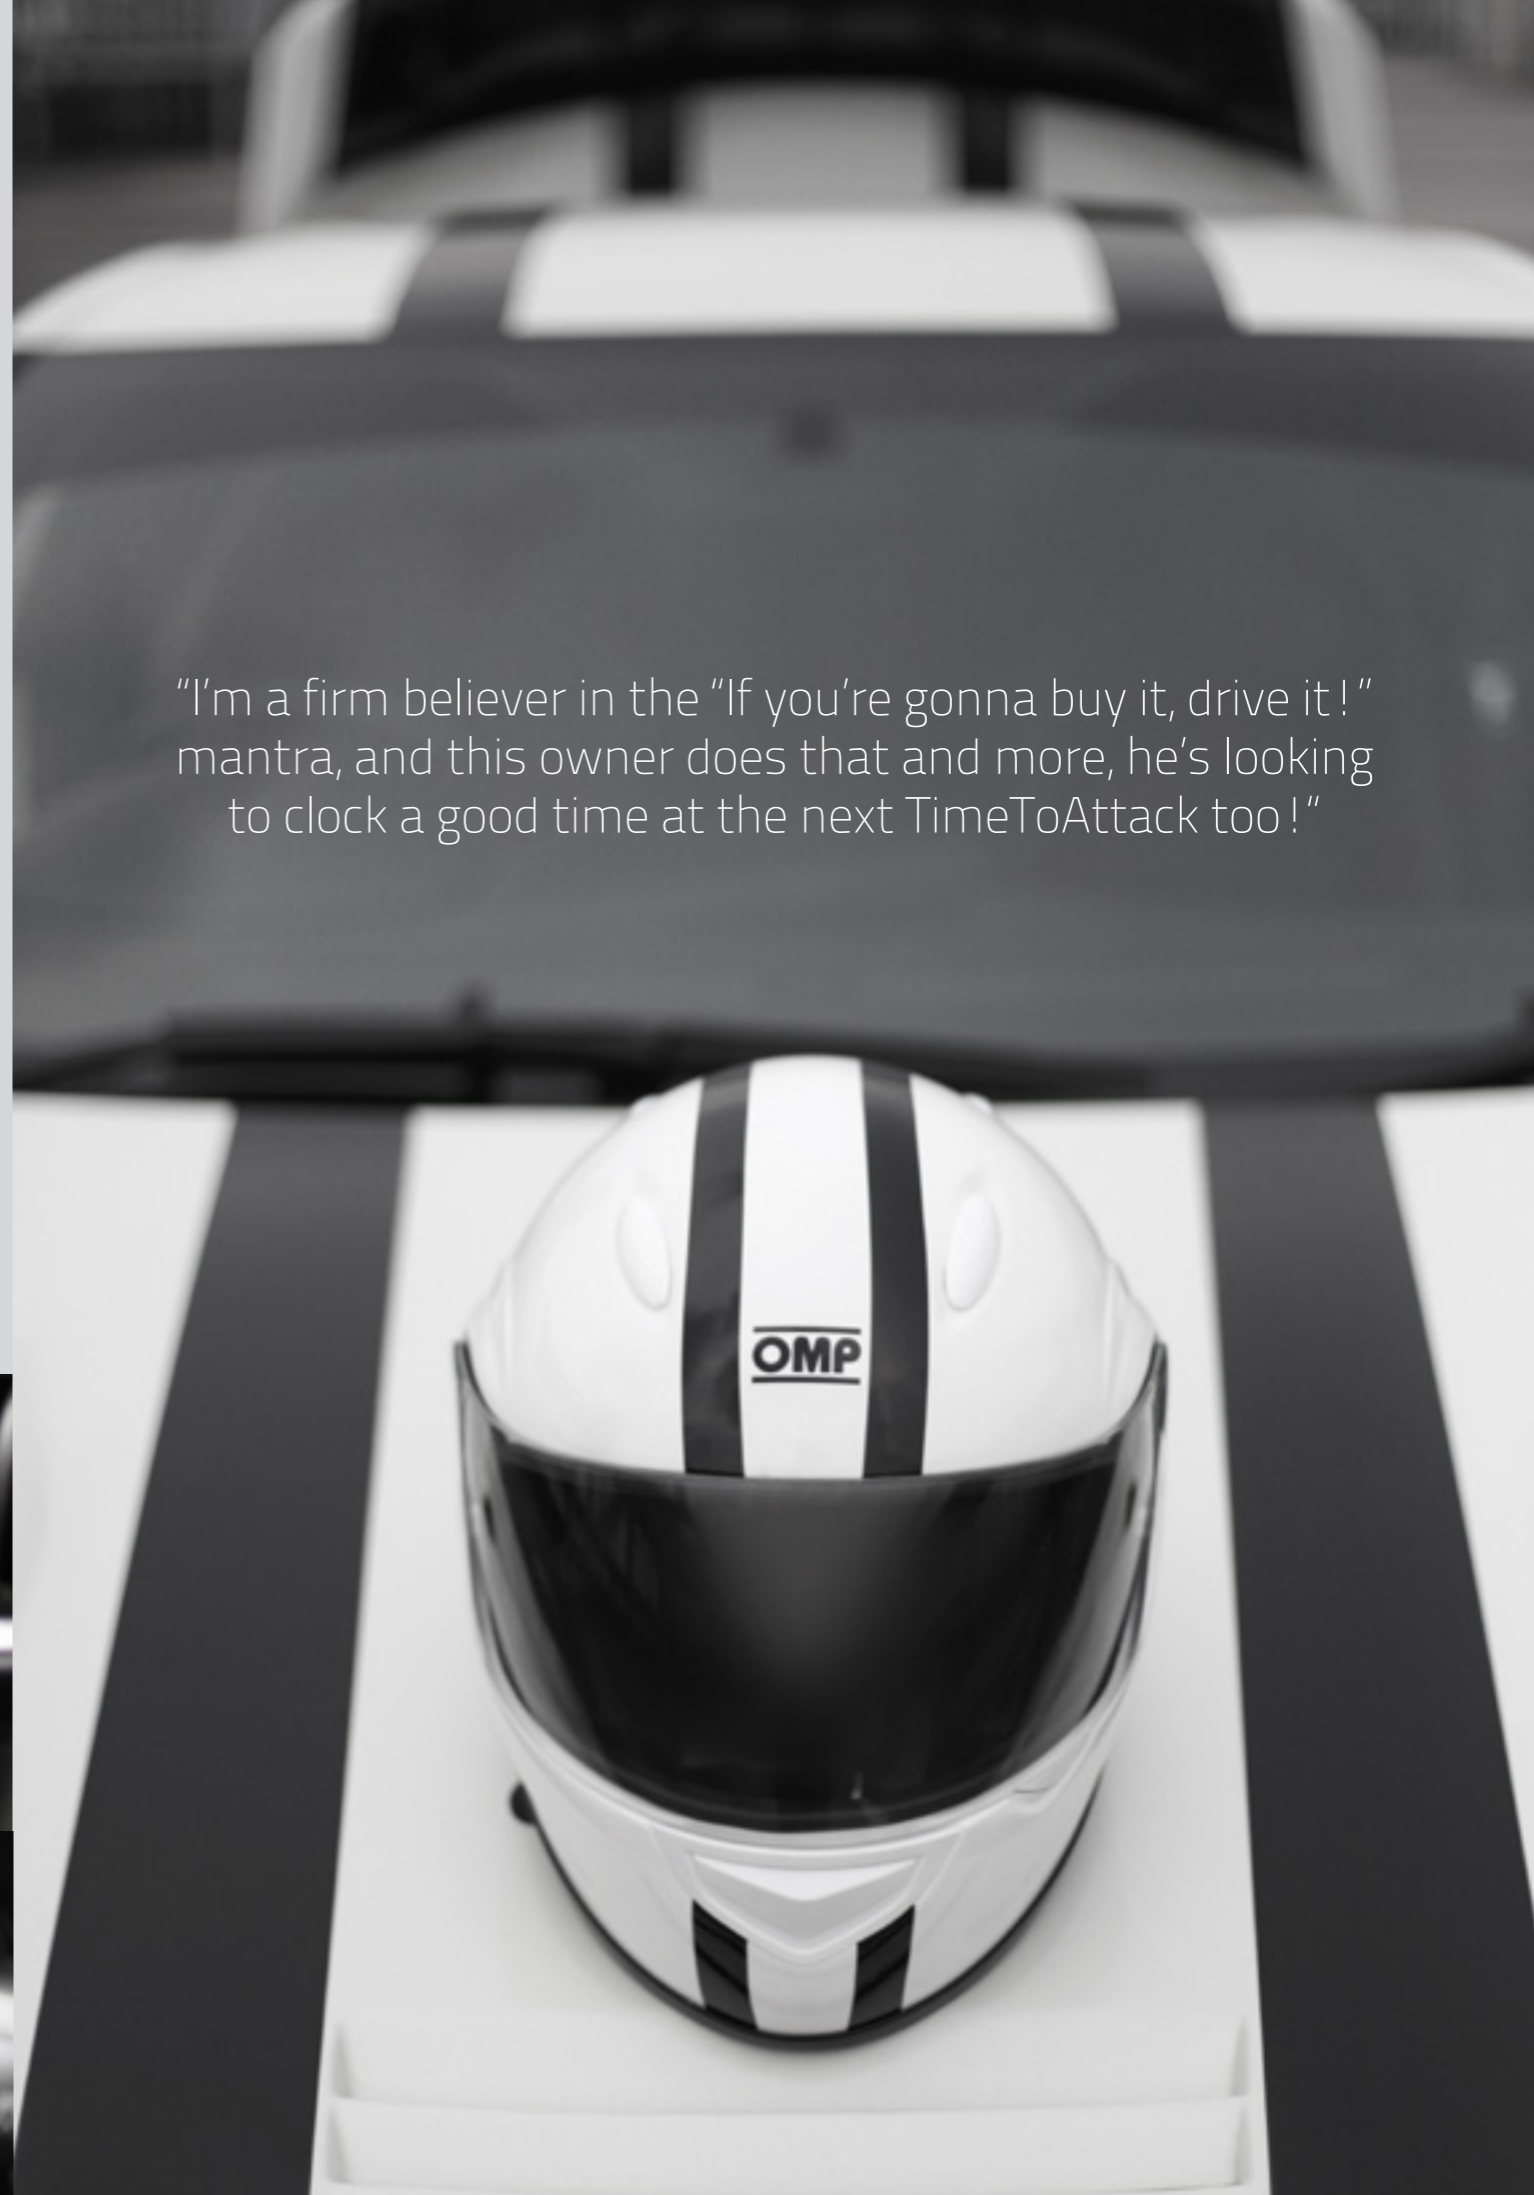 “I’m a firm believer in the “If you’re gonna buy it, drive it!”
mantra, and this owner does that and more, he’s looking
to clock a good time at the next TimeToAttack too!“
OMP